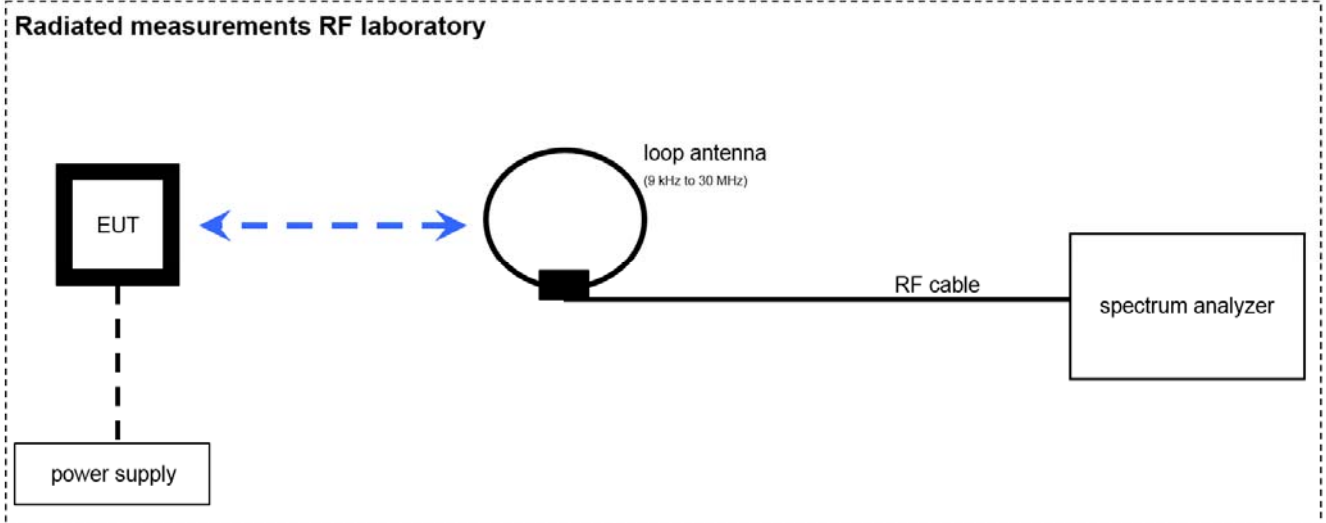 Radiated measurements RF laboratory
loop antenna
(9 kHz to 30 MHz)
EUT
RF cable
spectrum analyzer
power supply